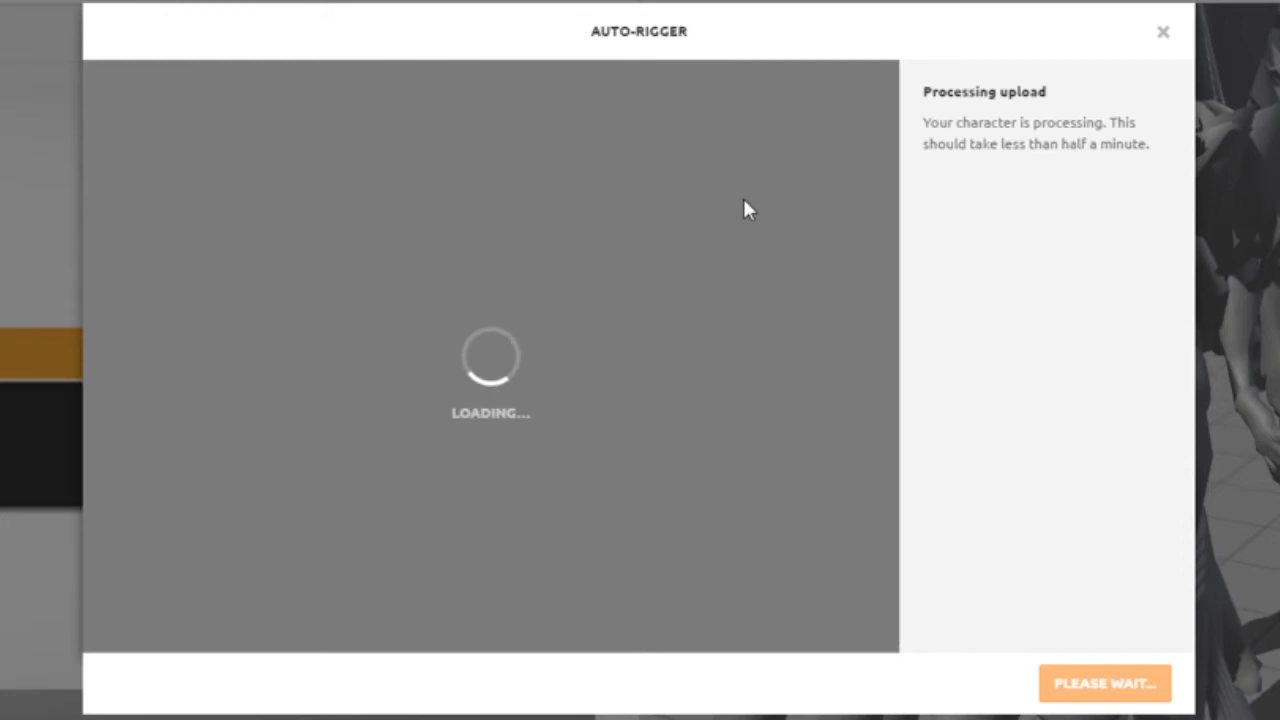 AUTO-RIGGER
Processing upload
Your character is processing. This
should take less than half a minute.
LOADING...
PLEASE WAIT...